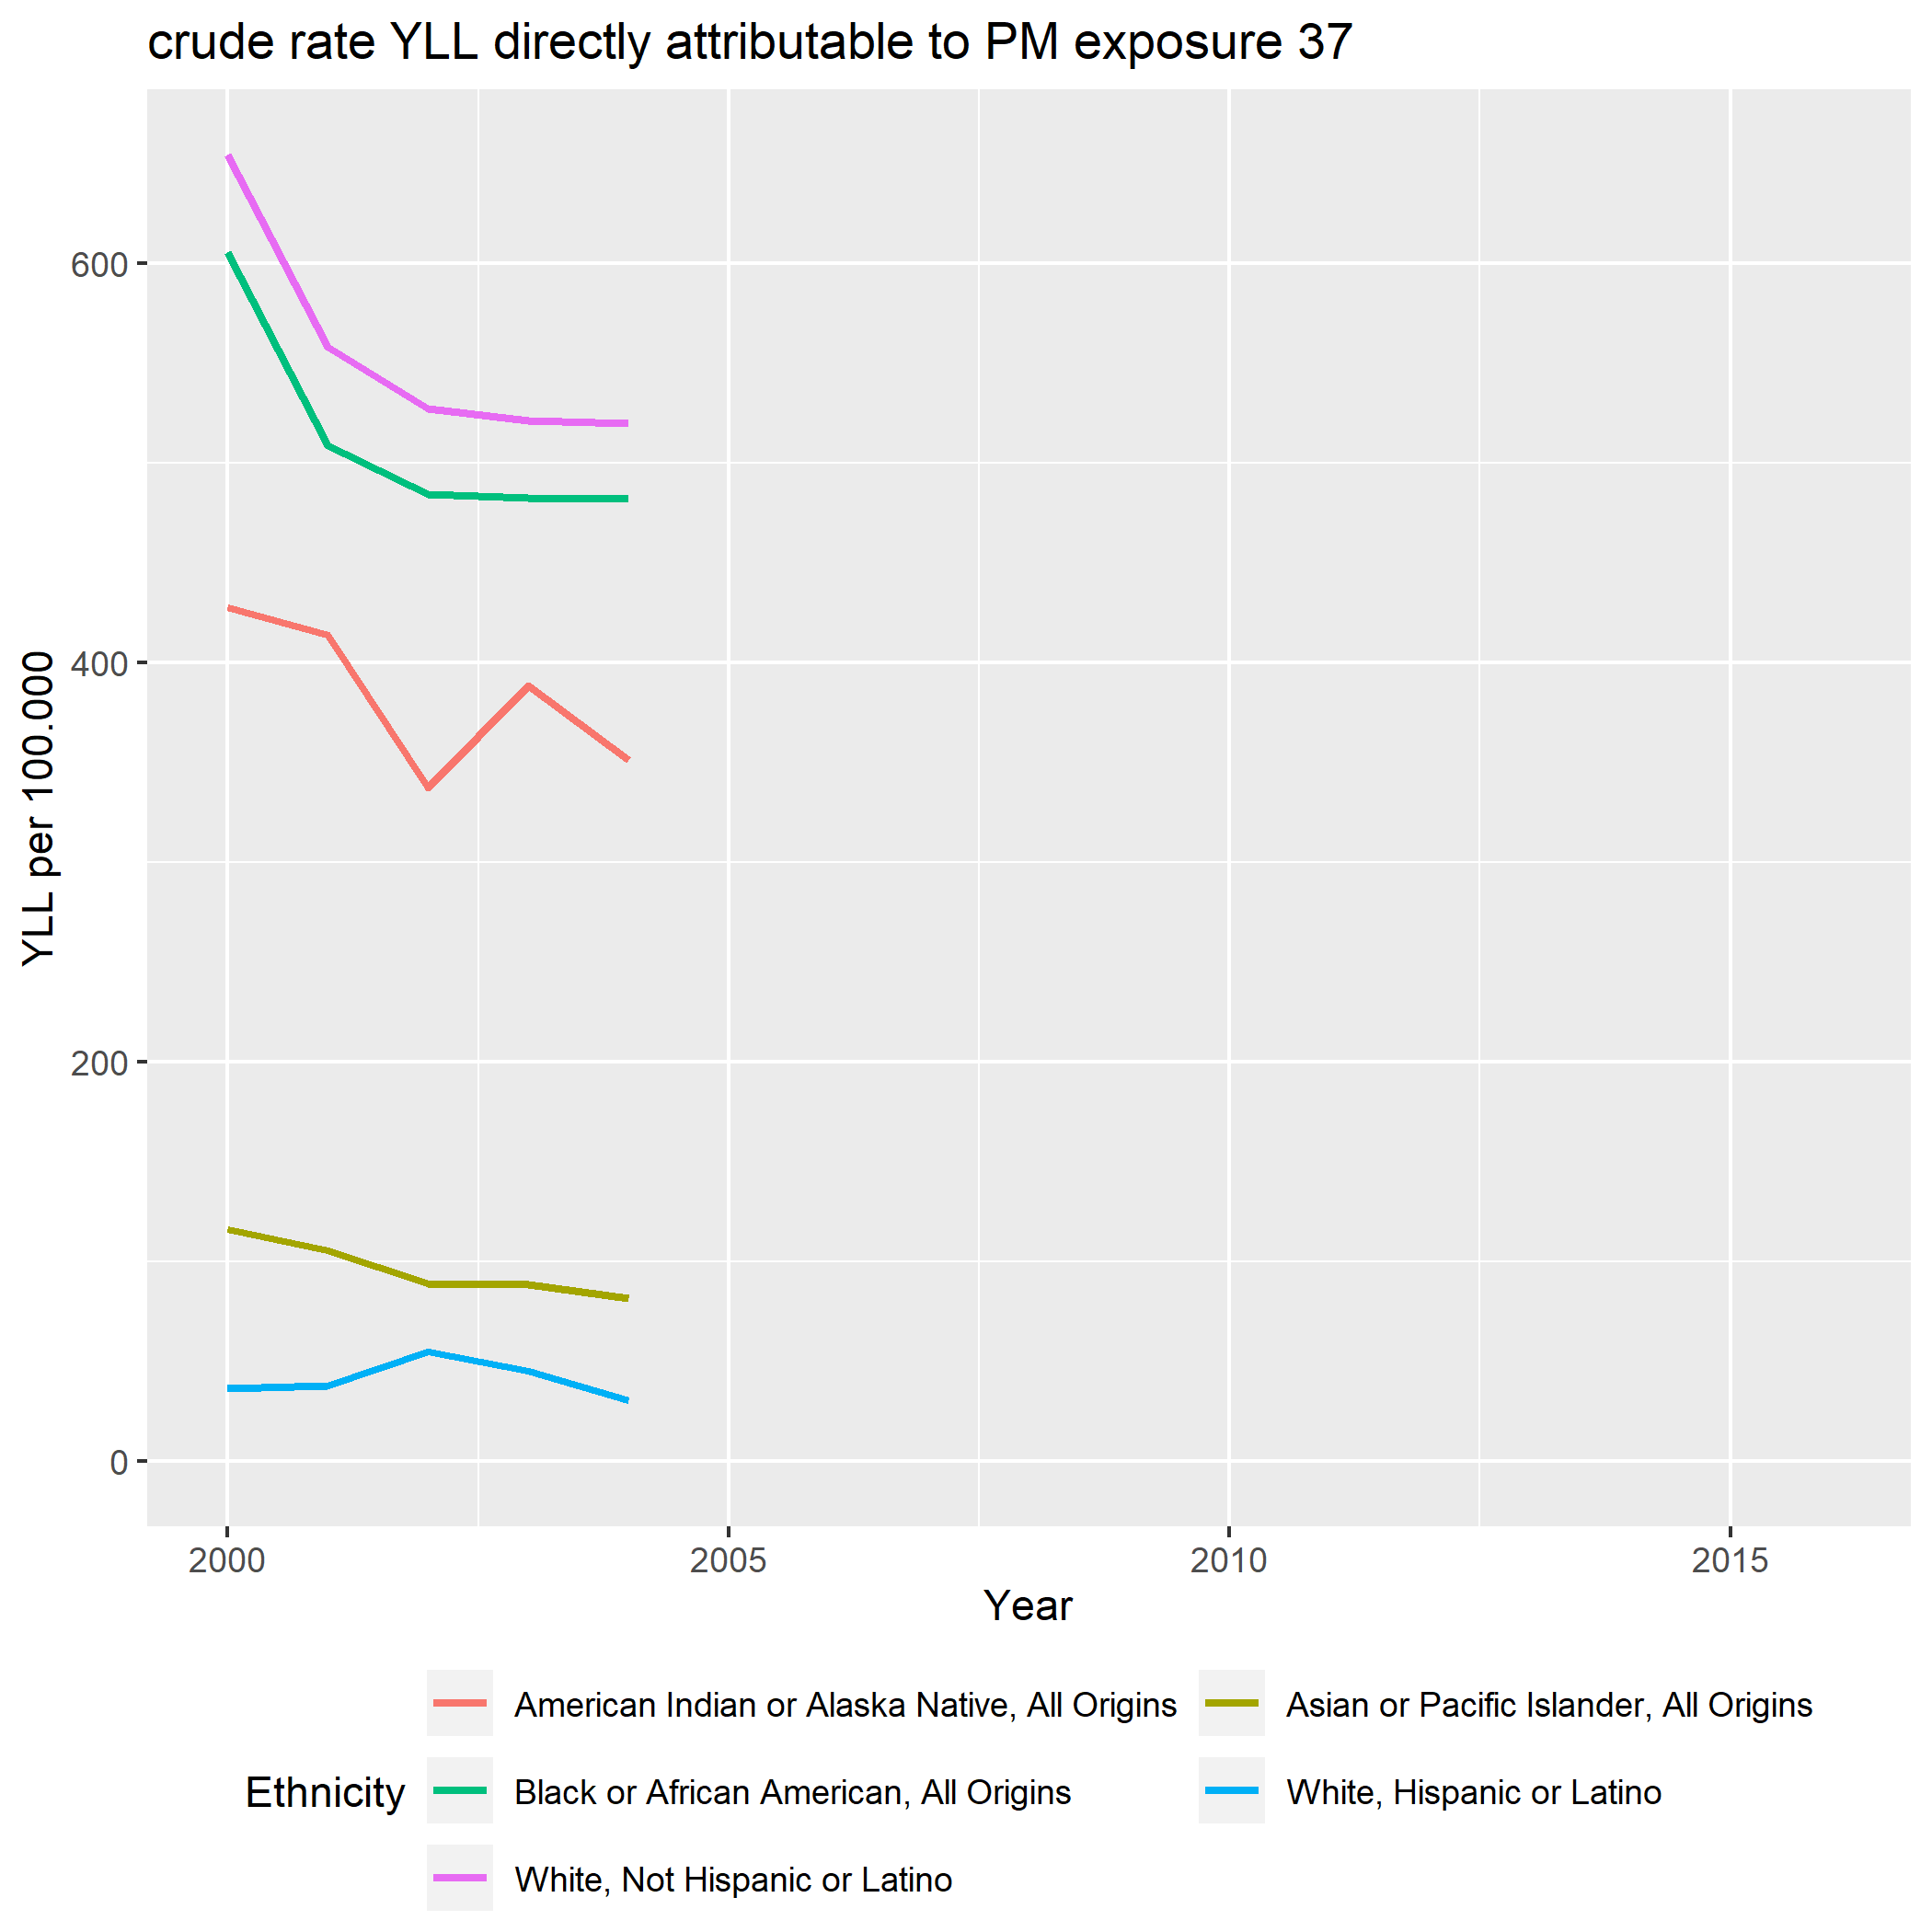 crude rate YLL directly attributable to PM exposure 37
YLL per 100.000
600
400
200
0
2000 2005 2010 2015
Year
Ethnicity
American Indian or Alaska Native, All Origins
Asian or Pacific Islander, All Origins
Black or African American, All Origins
White, Hispanic or Latino
White, Not Hispanic or Latino